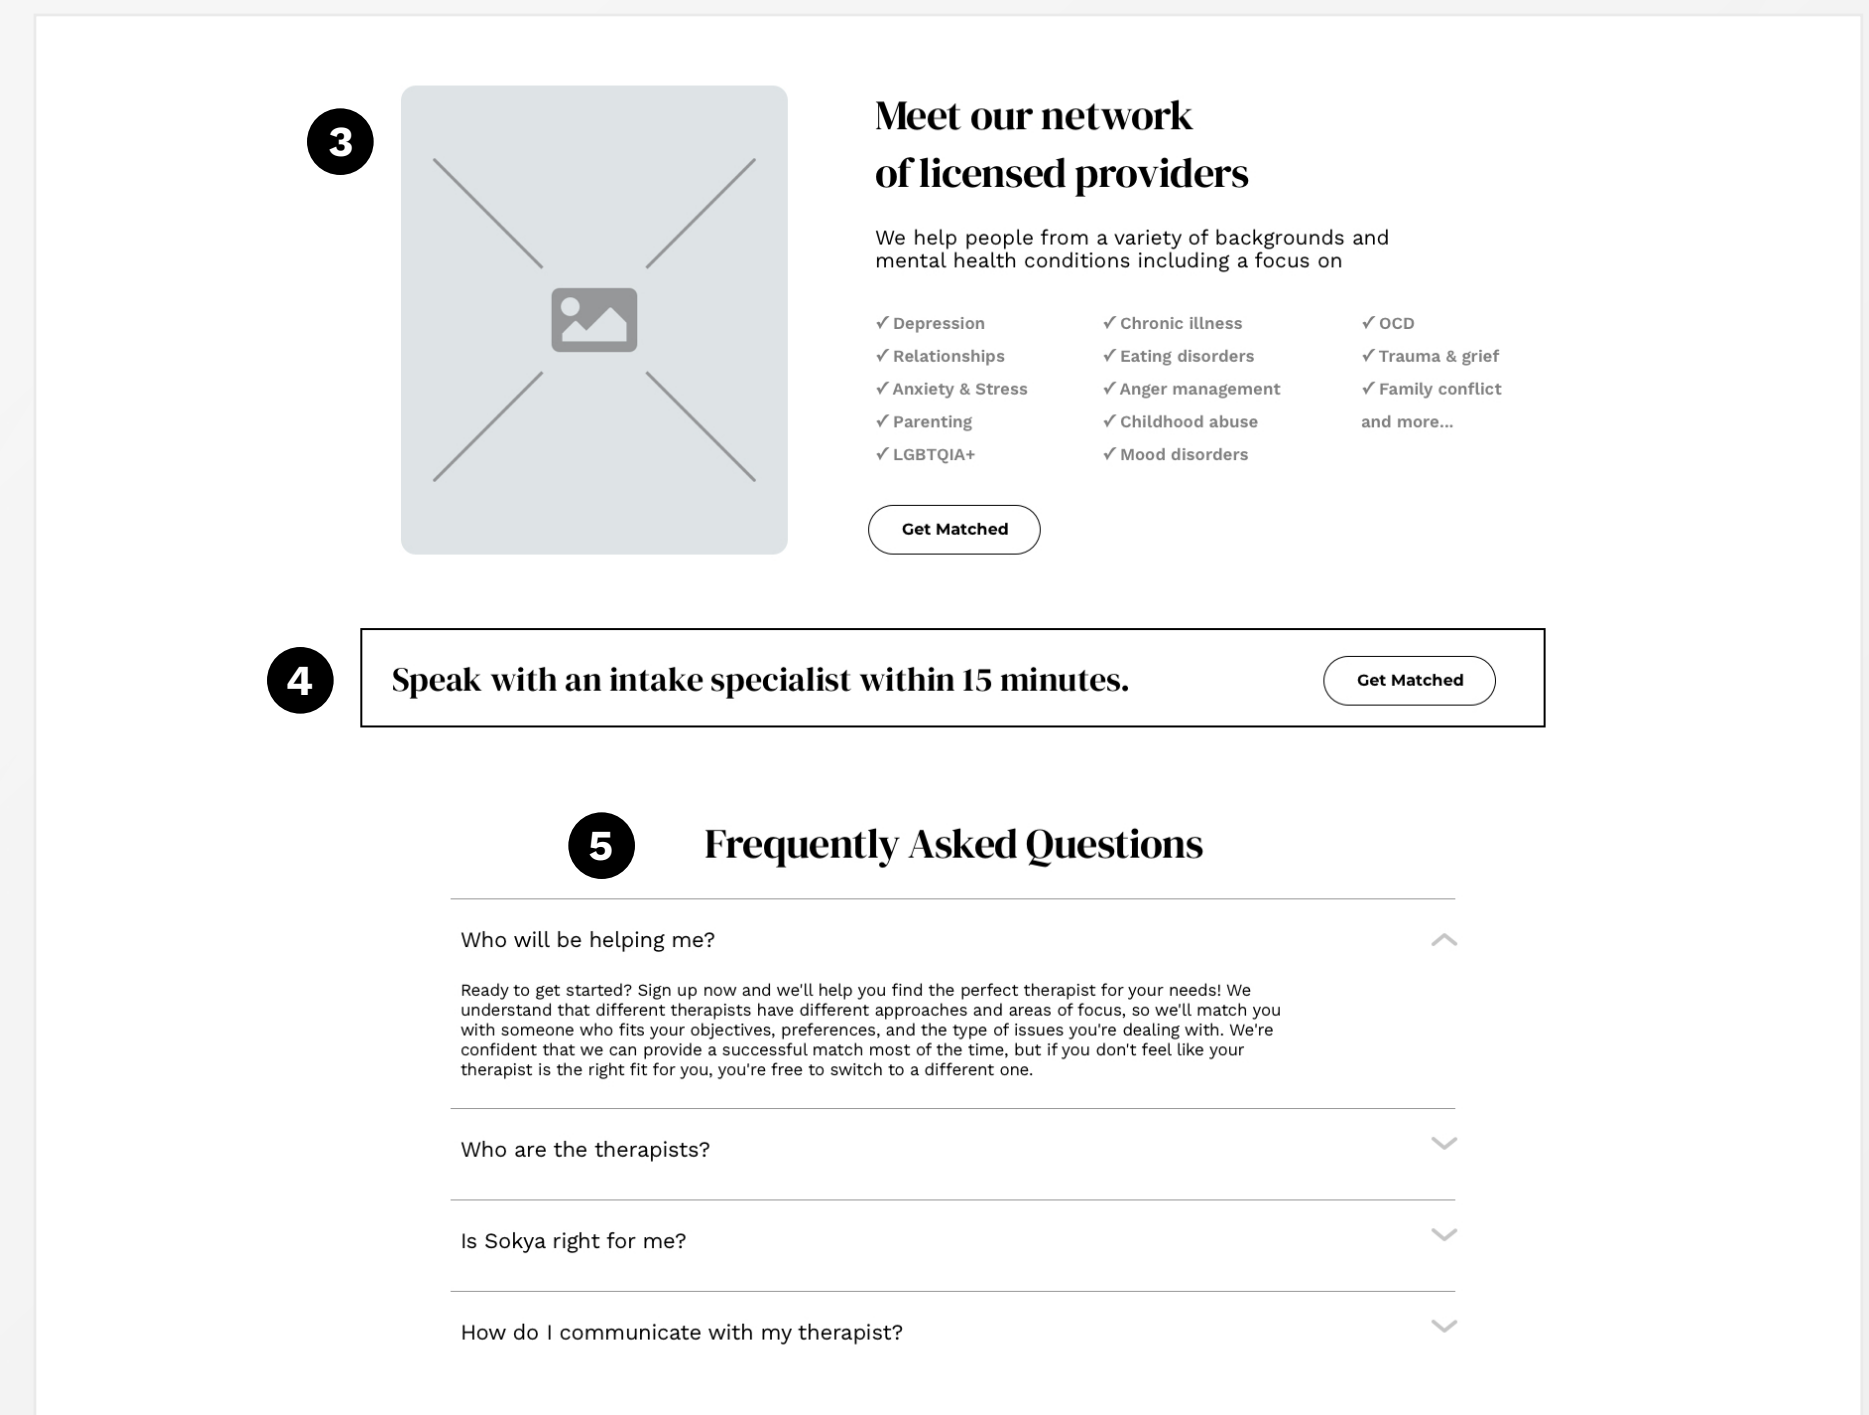 3
Meet our network
of licensed providers
We help people from a variety of backgrounds and
mental health conditions including a focus on
✓ Depression
✓ Relationships
✓ Anxiety & Stress
✓ Parenting
✓ LGBTQIA+
✓ Chronic illness
✓ Eating disorders
✓ Anger management
✓ Childhood abuse
✓ Mood disorders
✓ OCD
✓ Trauma & grief
✓ Family conflict
and more...
Get Matched
4
Speak with an intake specialist within 15 minutes.
Get Matched
5
Frequently Asked Questions
Who will be helping me?
Ready to get started? Sign up now and we'll help you find the perfect therapist for your needs! We
understand that different therapists have different approaches and areas of focus, so we'll match you
with someone who fits your objectives, preferences, and the type of issues you're dealing with. We're
confident that we can provide a successful match most of the time, but if you don't feel like your
therapist is the right fit for you, you're free to switch to a different one.
Who are the therapists?
Is Sokya right for me?
How do I communicate with my therapist?